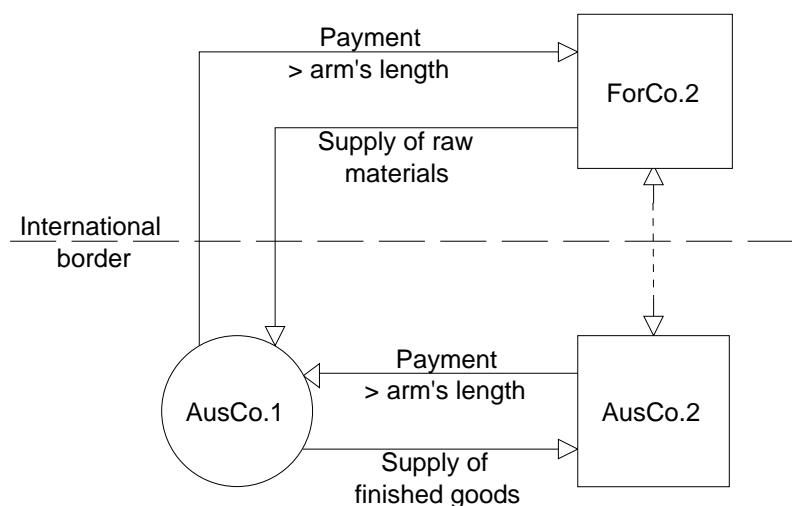 Payment
> arm's length
ForCo.2
Supply of raw
materials
International
border
Payment
> arm's length
AusCo.1
AusCo.2
Supply of
finished goods